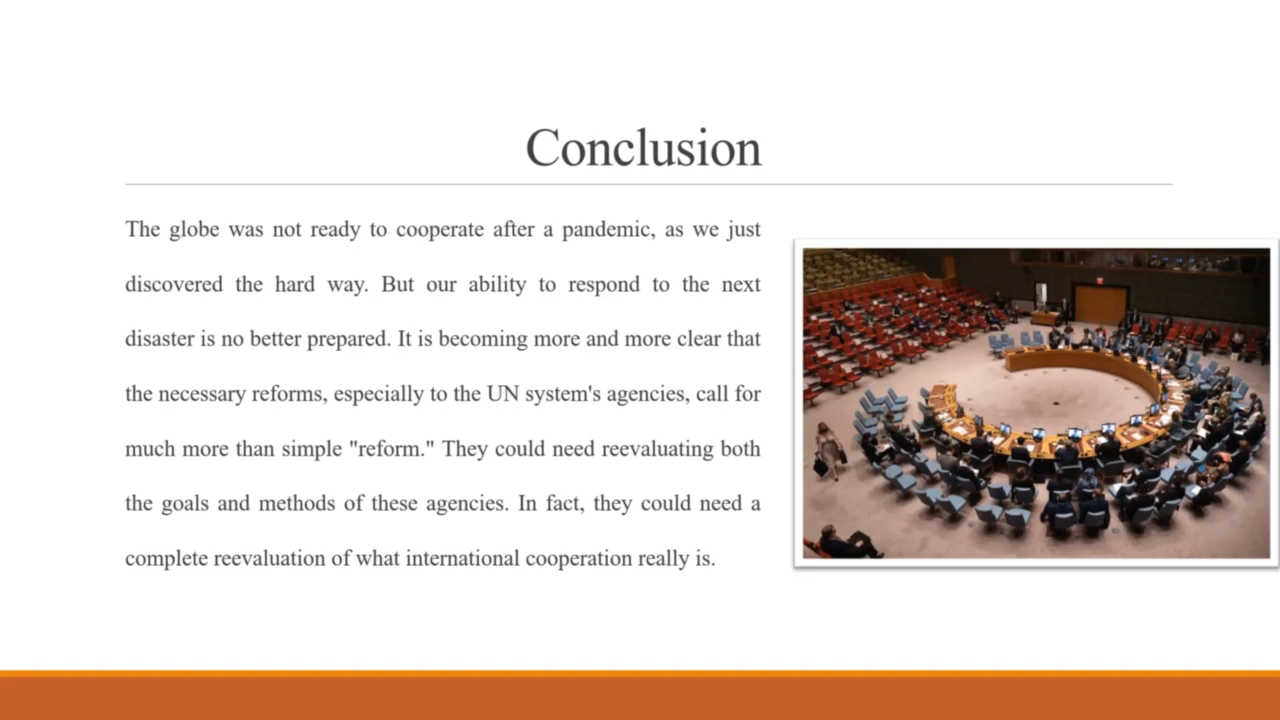 Conclusion
The globe was not ready to cooperate after a pandemic, as we just
discovered the hard way. But our ability to respond to the next
disaster is no better prepared. It is becoming more and more clear that
the necessary reforms, especially to the UN system's agencies, call for
much more than simple "reform." They could need reevaluating both
the goals and methods of these agencies. In fact, they could need a
complete reevaluation of what international cooperation really is.